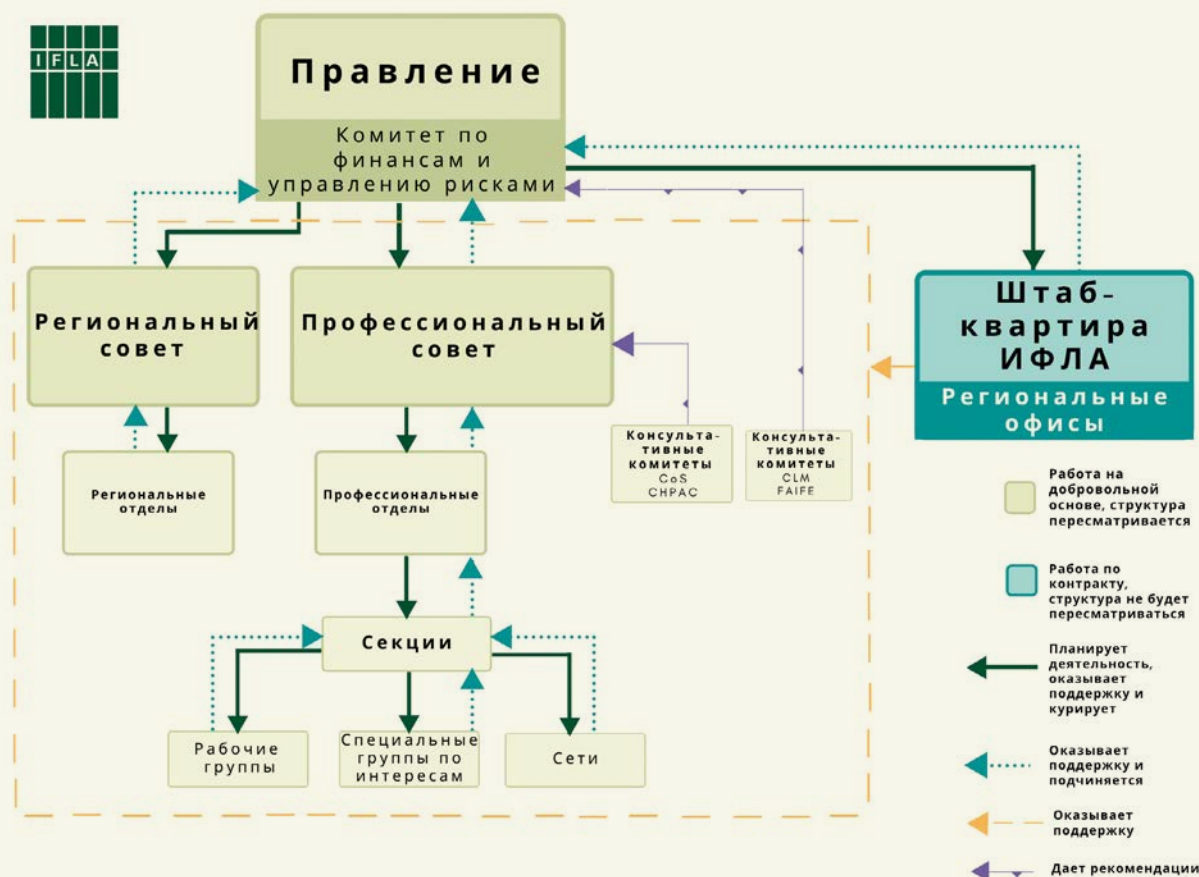 IFLA
Правление
Комитет по
финансам и
управлению рисками
Региональный
совет
Профессиональный
совет
Штаб-
квартира
ИФЛА
Региональные
офисы
Консульта-
тивные
комитеты
CoS
CHPAC
Консульта-
тивные
комитеты
CLM
FAIFE
Региональные
отделы
Профессиональные
отделы
Секции
Рабочие
группы
Специальные
группы по
интересам
Сети
Работа на
добровольной
основе, структура
пересматривается
Работа по
контракту,
структура не будет
пересматриваться
Планирует
деятельность,
оказывает
поддержку и
курирует
Оказывает
поддержку и
подчиняется
Оказывает
поддержку
Дает рекомендации